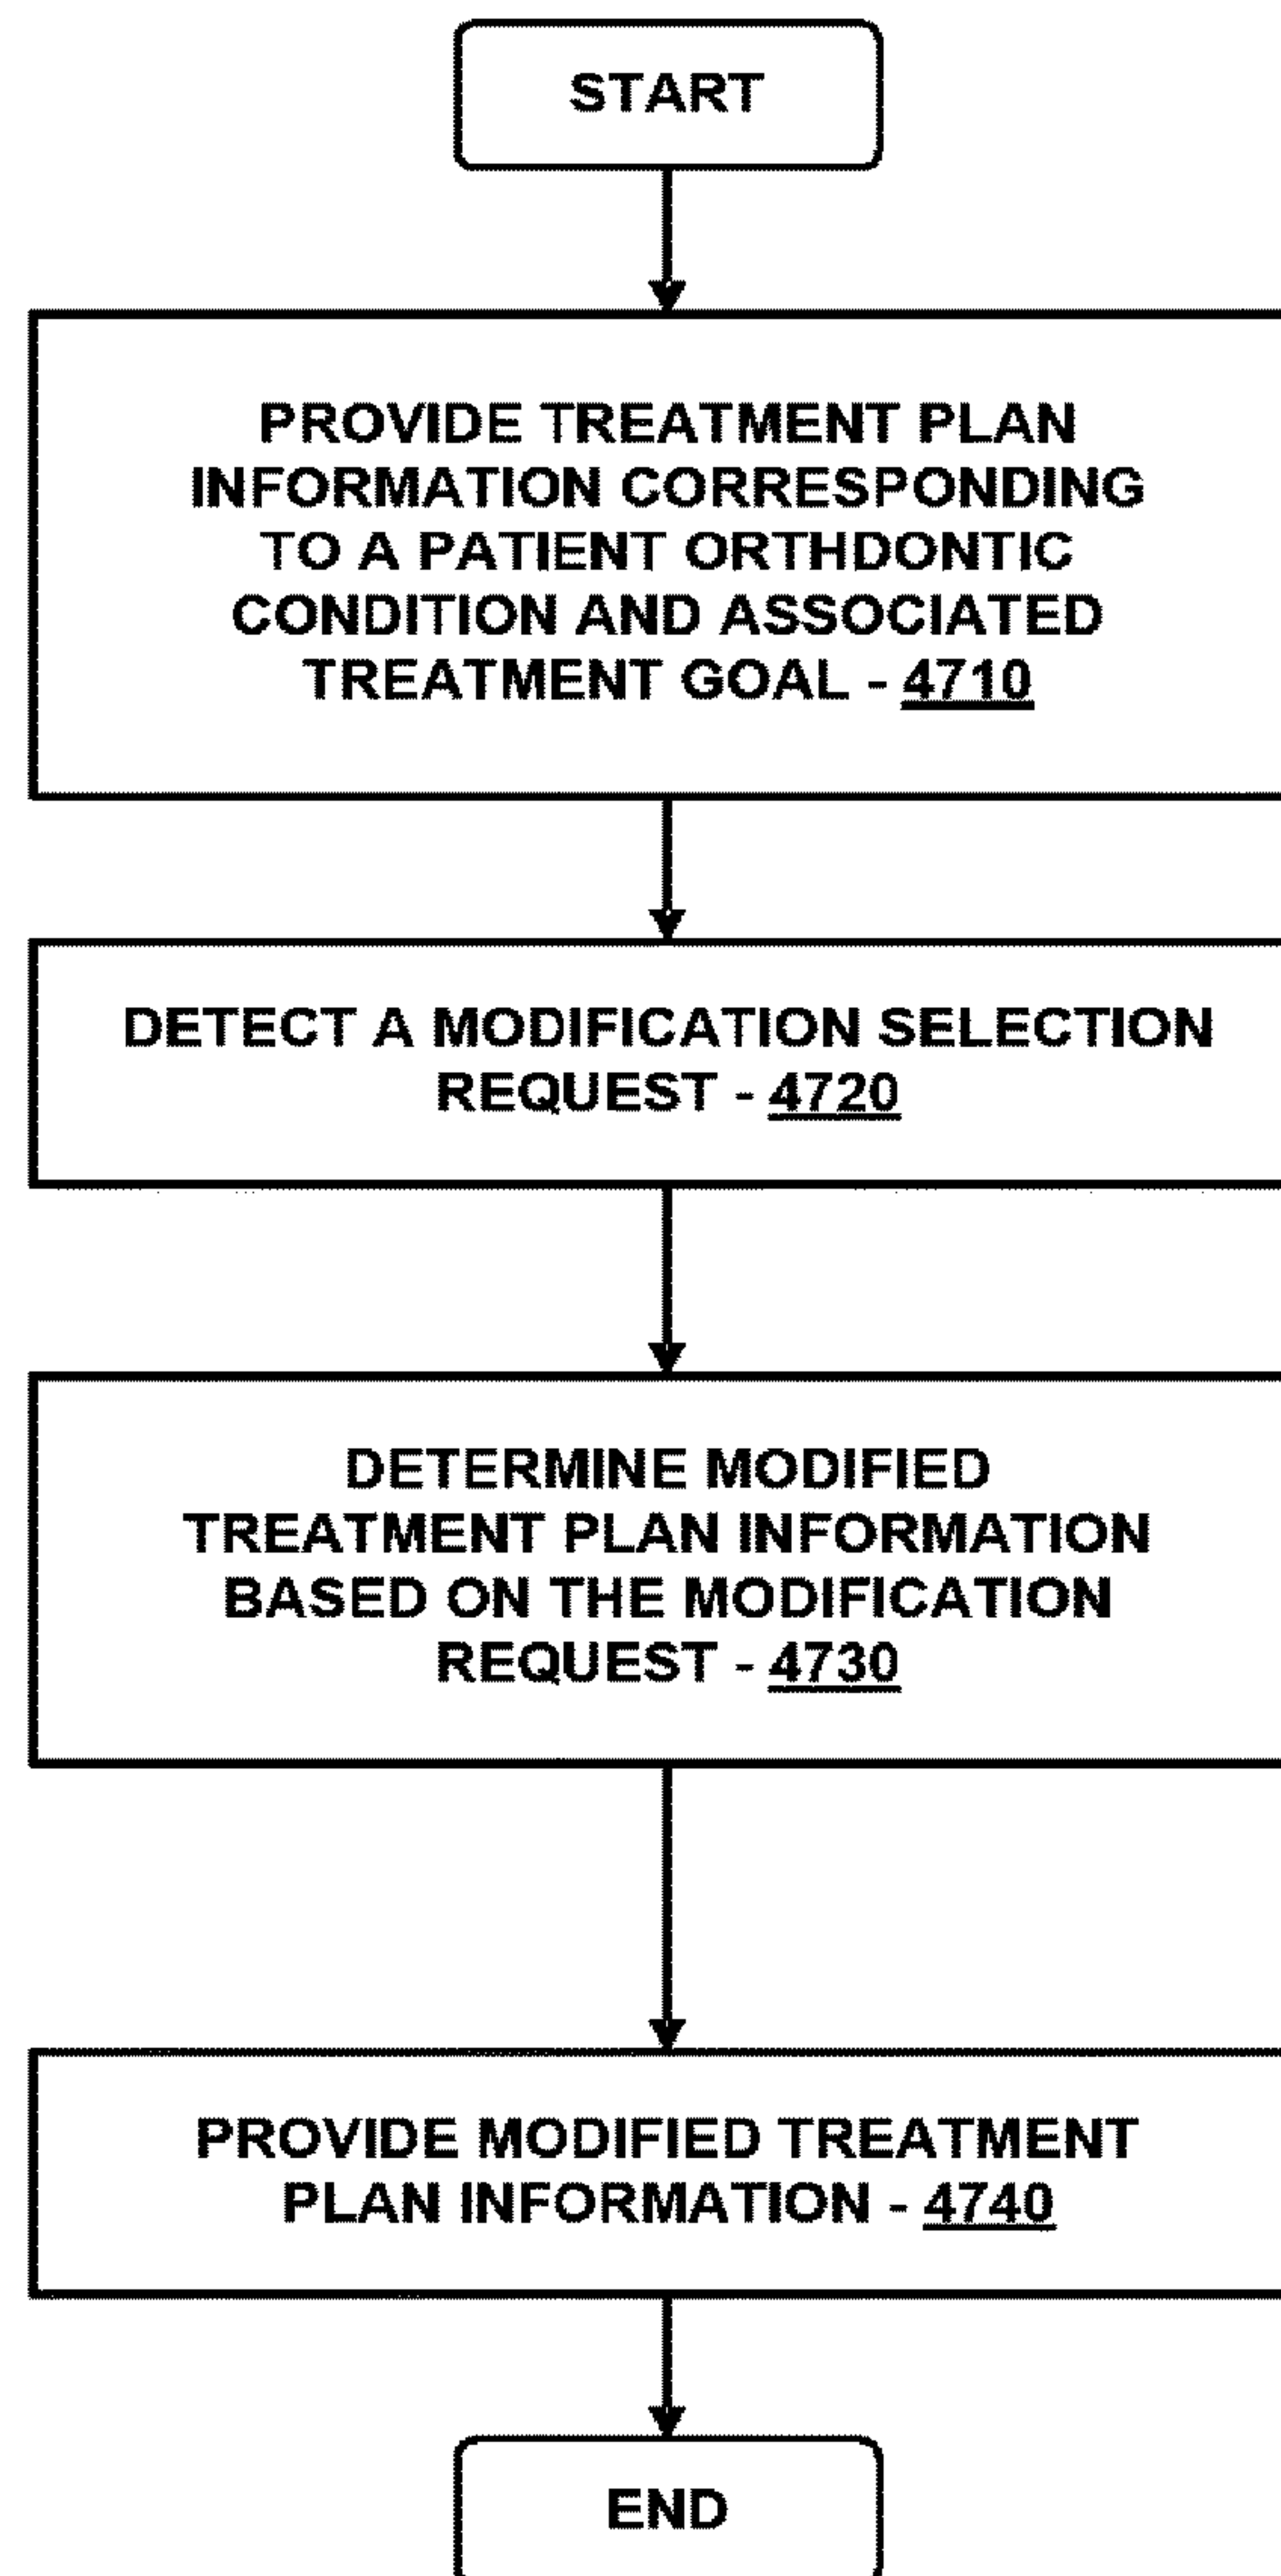 START
PROVIDE TREATMENT PLAN
INFORMATION CORRESPONDING
TO A PATIENT ORTHDONTIC
CONDITION AND ASSOCIATED
TREATMENT GOAL - 4710
DETECT A MODIFICATION SELECTION
REQUEST - 4720
DETERMINE MODIFIED
TREATMENT PLAN INFORMATION
BASED ON THE MODIFICATION
REQUEST - 4730
PROVIDE MODIFIED TREATMENT
PLAN INFORMATION - 4740
END